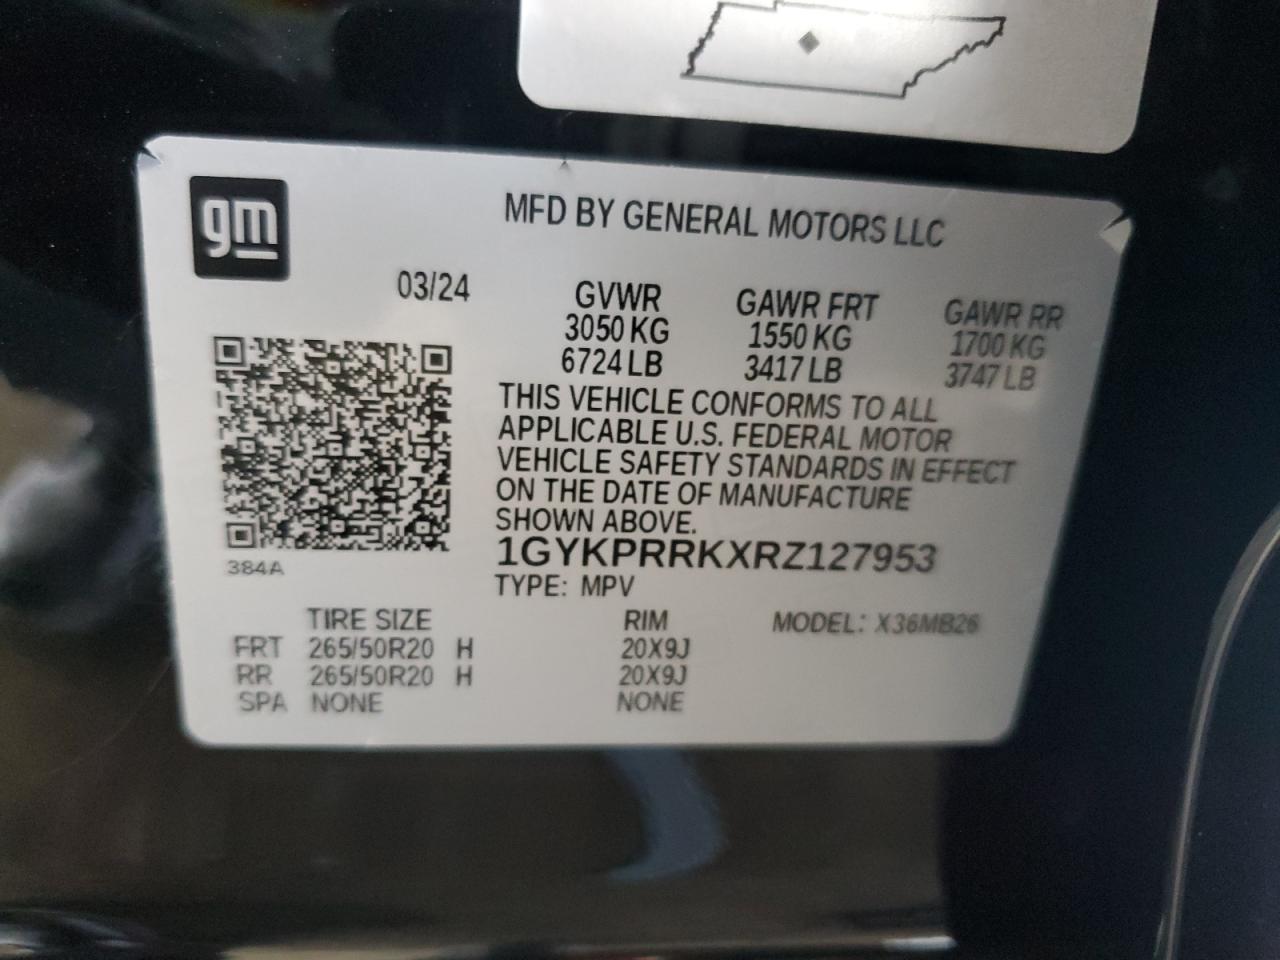 gm
MFD BY GENERAL MOTORS LLC
03/24
GVWR GAWR FRT GAWR RR
3050 KG 1550 KG 1700 KG
6724 LB 3417 LB 3747 LB
THIS VEHICLE CONFORMS TO ALL
APPLICABLE U.S. FEDERAL MOTOR
VEHICLE SAFETY STANDARDS IN EFFECT
ON THE DATE OF MANUFACTURE
SHOWN ABOVE.
1GYKPRRKXRZ127953
384A
TYPE: MPV
TIRE SIZE RIM MODEL: X36MB26
FRT 265/50R20 H 20X9J
RR 265/50R20 H 20X9J
SPA NONE NONE